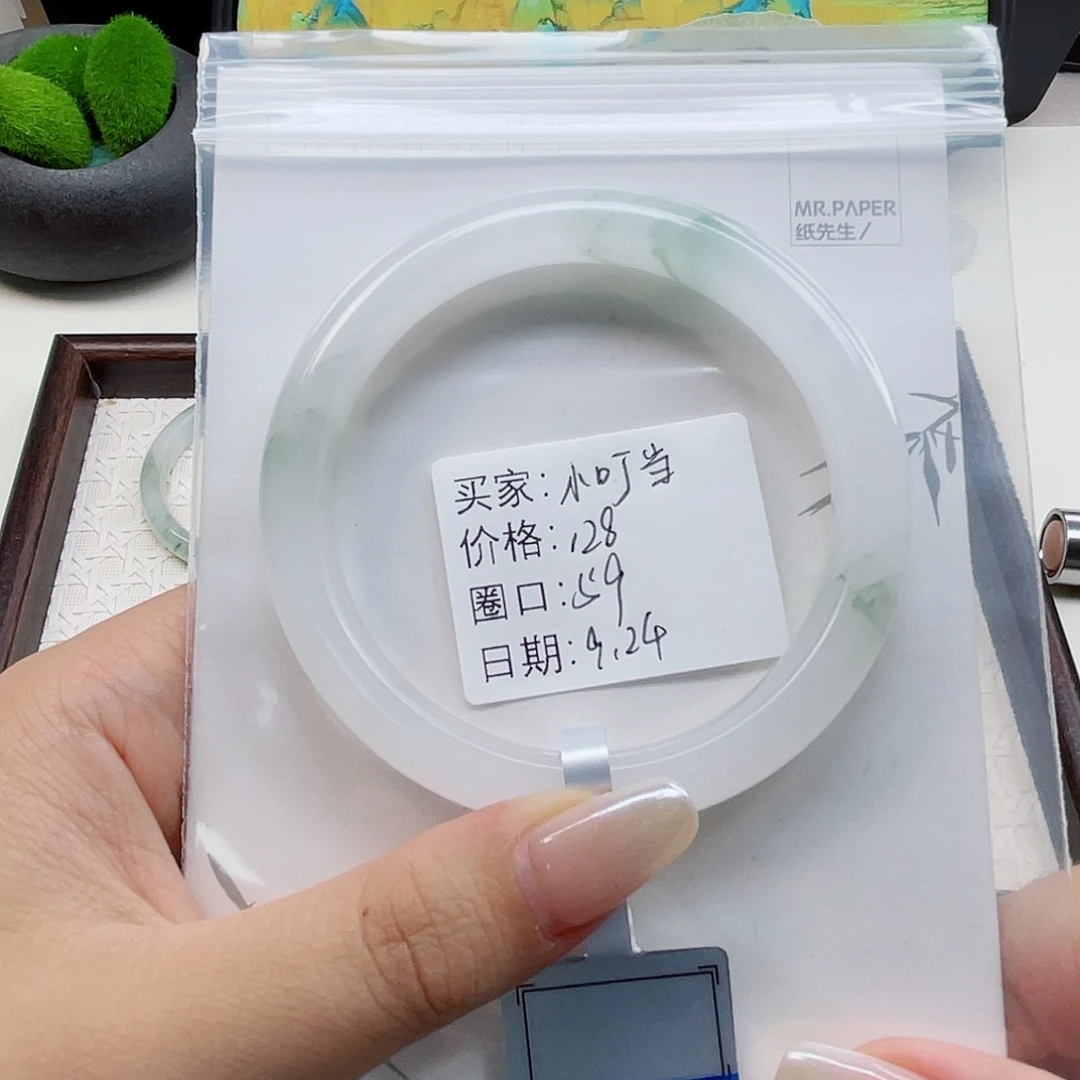 MR.PAPER
纸先生/
买家:小叮当
价格:128
圈口:59
日期:9.24